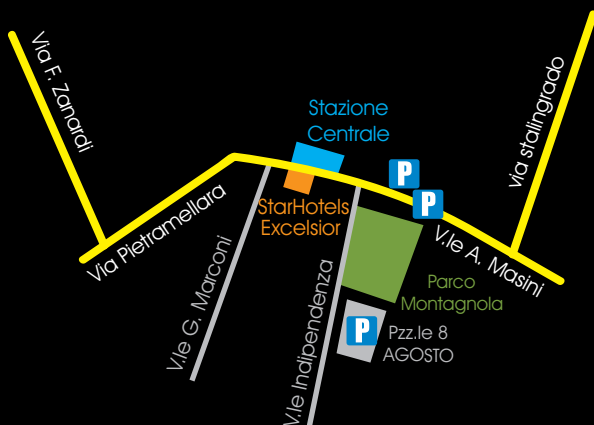 Via F. Zanardi
via stalingrado
Stazione
Centrale
P
P
StarHotels
Excelsior
Via Pietramellara
V.le A. Masini
V.le G. Marconi
V.le Indipendenza
Parco
Montagnola
P
Pzz.le 8
AGOSTO